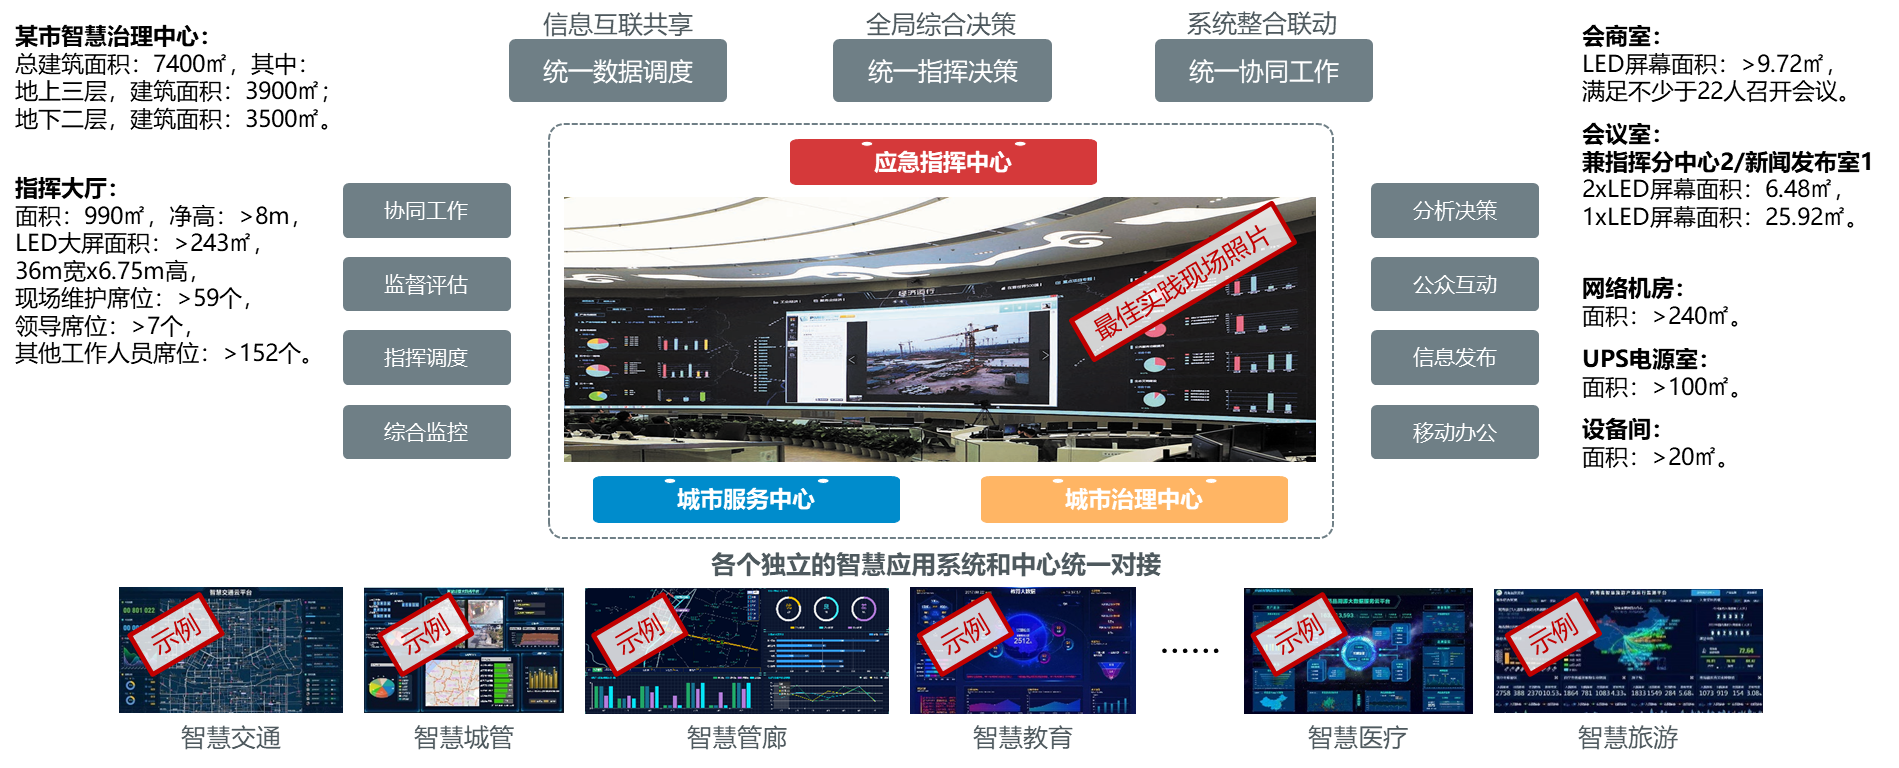 某市智慧治理中心：
总建筑面积：7400㎡，其中：
地上三层，建筑面积：3900㎡；
地下二层，建筑面积：3500㎡。
指挥大厅：
面积：990㎡，净高：>8m，
LED大屏面积：>243㎡，
36m宽x6.75m高，
现场维护席位：>59个，
领导席位：>7个，
其他工作人员席位：>152个。
信息互联共享
统一数据调度
全局综合决策
统一指挥决策
系统整合联动
统一协同工作
协同工作
监督评估
指挥调度
综合监控
应急指挥中心
经济运行
最佳实践现场照片
城市服务中心
城市治理中心
分析决策
公众互动
信息发布
移动办公
会商室：
LED屏幕面积：>9.72㎡，
满足不少于22人召开会议。
会议室：
兼指挥分中心2/新闻发布室1
2xLED屏幕面积：6.48㎡，
1xLED屏幕面积：25.92㎡。
网络机房：
面积：>240㎡。
UPS电源室：
面积：>100㎡。
设备间：
面积：>20㎡。
各个独立的智慧应用系统和中心统一对接
智慧交通云平台
示例
示例
示例
示例
……
示例
示例
智慧交通
智慧城管
智慧管廊
智慧教育
智慧医疗
智慧旅游